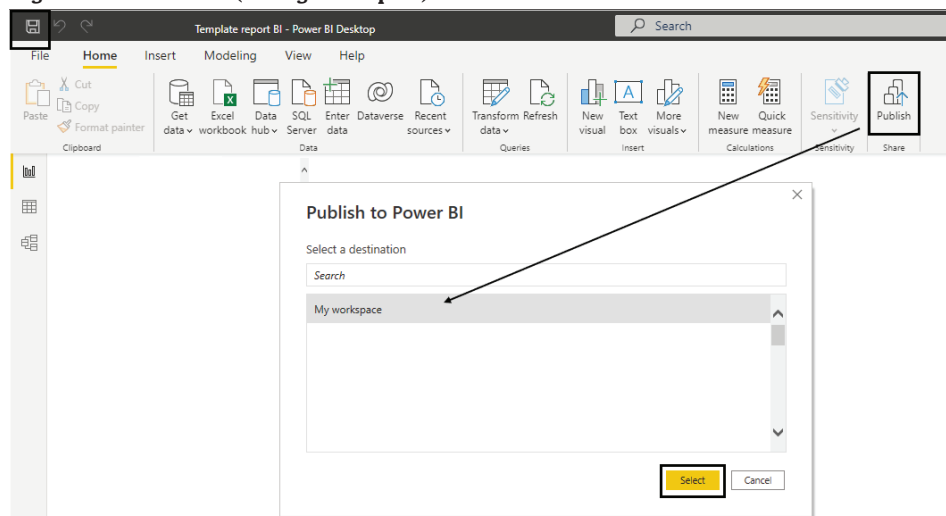 Template report BI - Power BI Desktop
Search
File Home Insert Modeling View Help
Paste
Cut
Copy
Format painter
Clipboard
Get data
Excel workbook
Data hub
SQL Server
Enter data
Dataverse
Recent sources
Data
Transform data
Refresh
Queries
New visual
Text box
More visuals
Insert
New measure
Quick measure
Calculations
Sensitivity
Sensitivity
Publish
Share
Publish to Power BI
Select a destination
Search
My workspace
Select
Cancel